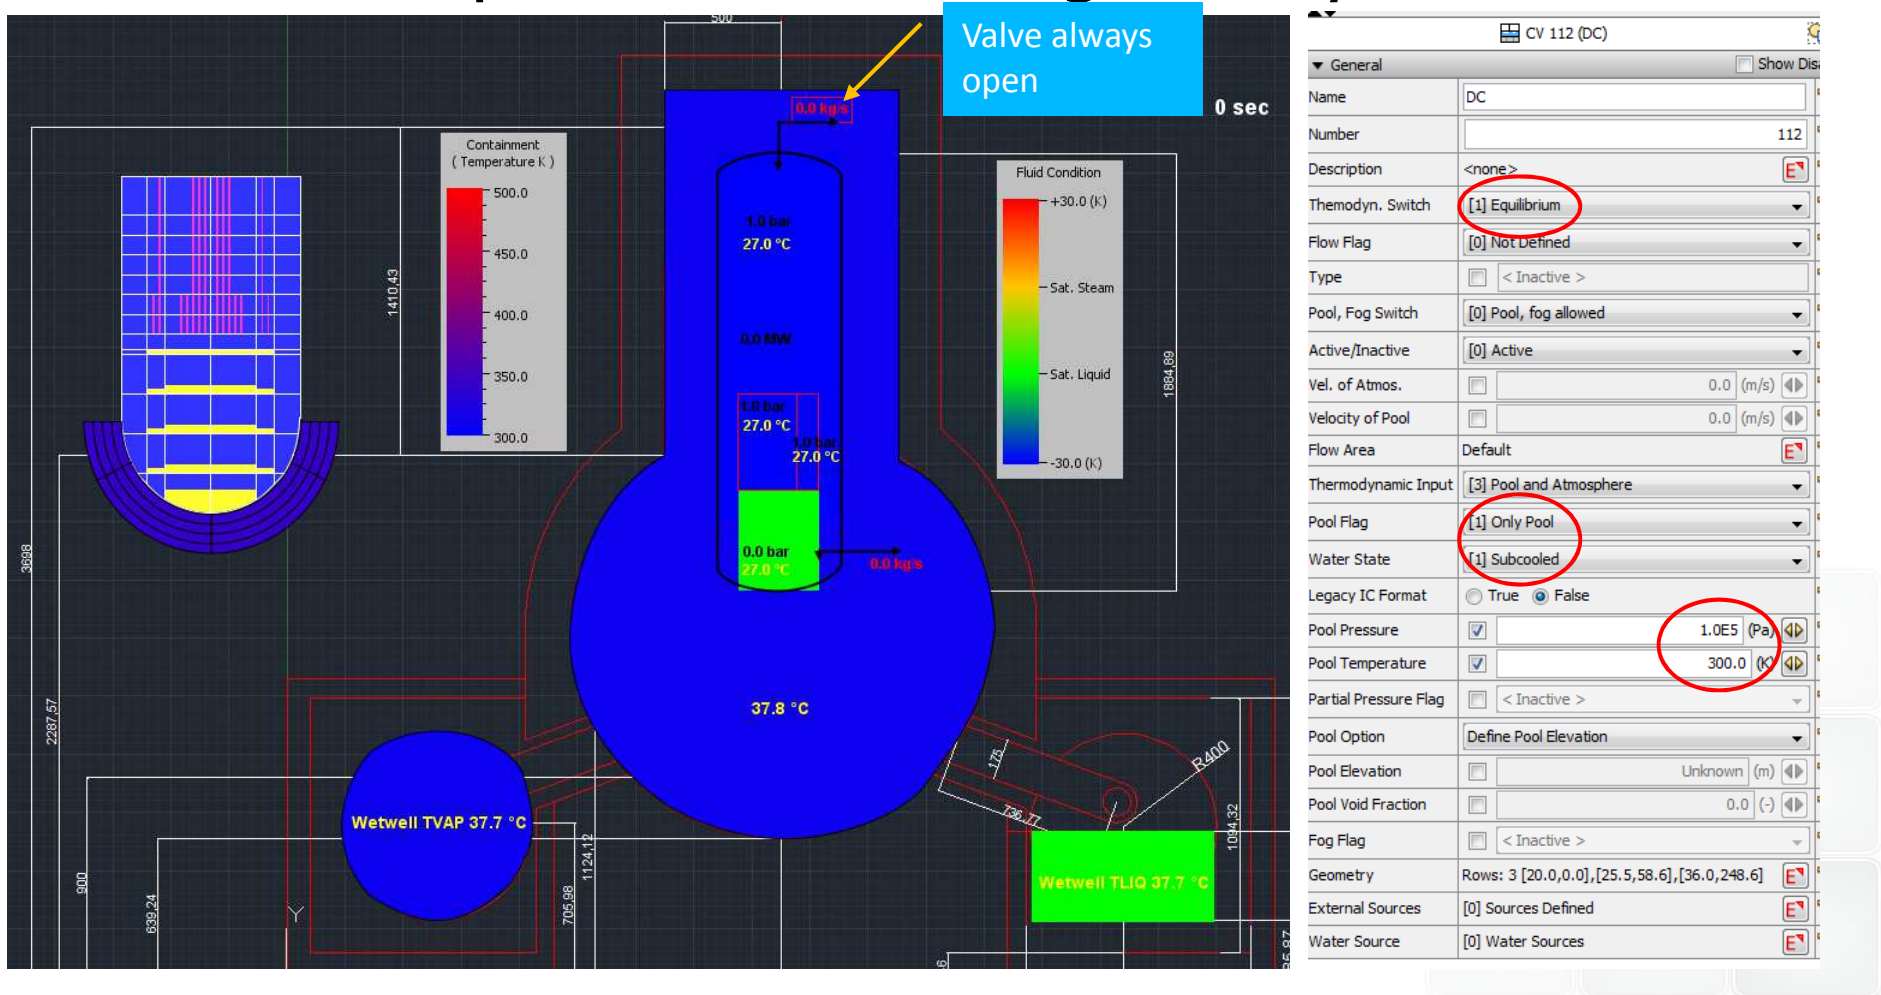 Valve always
open
500
0.0 kg/s
0 sec
Containment
( Temperature K )
500.0
450.0
400.0
350.0
300.0
1410,43
Fluid Condition
+30.0 (K)
Sat. Steam
Sat. Liquid
-30.0 (K)
1884,89
1.0 bar
27.0 °C
0.0 MW
1.0 bar
27.0 °C
1.0 bar
27.0 °C
0.0 bar
27.0 °C
0.0 kg/s
3698
2287,57
37.8 °C
Wetwell TVAP 37.7 °C
175
R400
736,77
1094,32
Wetwell TLIQ 37.7 °C
900
639,24
1124,12
705,98
Y
CV 112 (DC)
General
Show Dis
Name
DC
Number
112
Description
<none>
Themodyn. Switch
[1] Equilibrium
Flow Flag
[0] Not Defined
Type
< Inactive >
Pool, Fog Switch
[0] Pool, fog allowed
Active/Inactive
[0] Active
Vel. of Atmos.
0.0 (m/s)
Velocity of Pool
0.0 (m/s)
Flow Area
Default
Thermodynamic Input
[3] Pool and Atmosphere
Pool Flag
[1] Only Pool
Water State
[1] Subcooled
Legacy IC Format
True False
Pool Pressure
1.0E5 (Pa)
Pool Temperature
300.0 (K)
Partial Pressure Flag
< Inactive >
Pool Option
Define Pool Elevation
Pool Elevation
Unknown (m)
Pool Void Fraction
0.0 (-)
Fog Flag
< Inactive >
Geometry
Rows: 3 [20.0,0.0],[25.5,58.6],[36.0,248.6]
External Sources
[0] Sources Defined
Water Source
[0] Water Sources